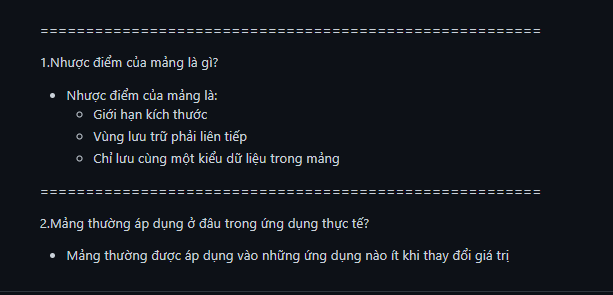 ======================================================
1.Nhược điểm của mảng là gì?
• Nhược điểm của mảng là:
◦ Giới hạn kích thước
◦ Vùng lưu trữ phải liên tiếp
◦ Chỉ lưu cùng một kiểu dữ liệu trong mảng
======================================================
2.Mảng thường áp dụng ở đâu trong ứng dụng thực tế?
• Mảng thường được áp dụng vào những ứng dụng nào ít khi thay đổi giá trị